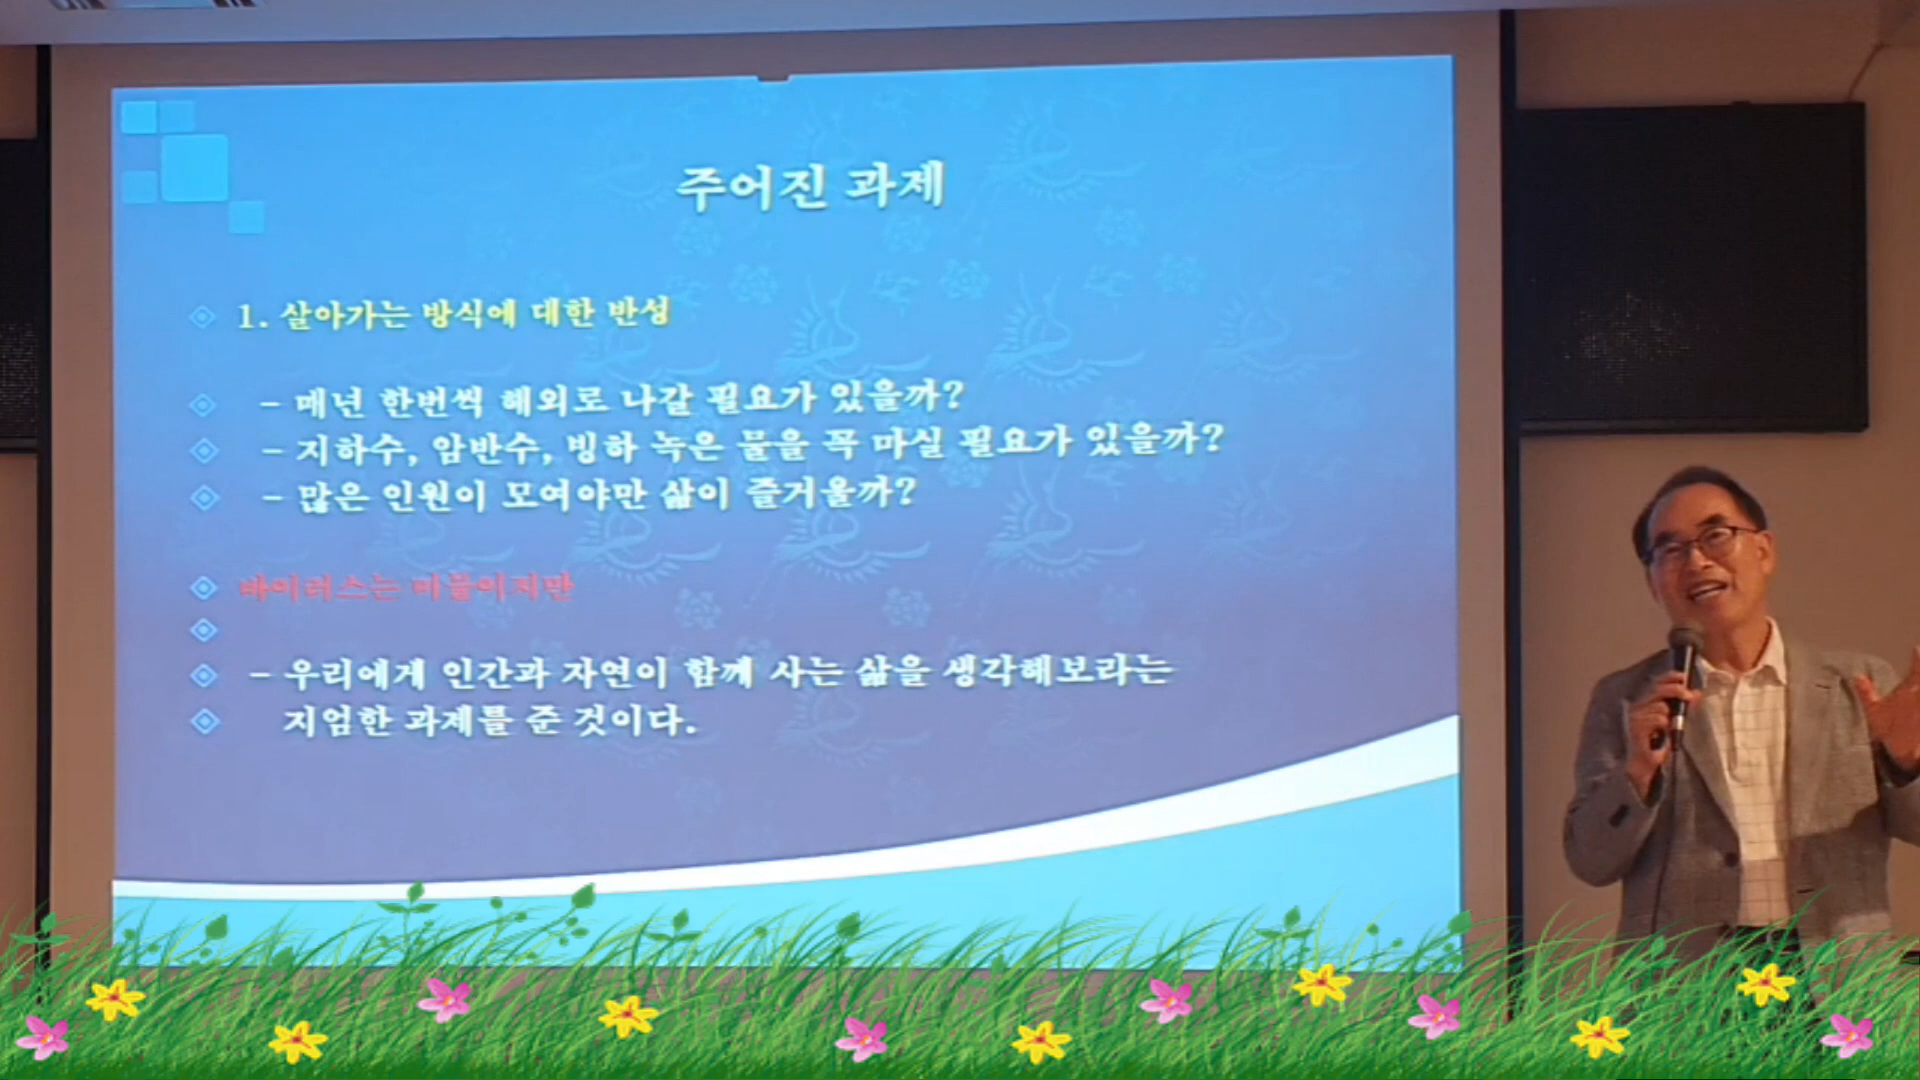 주어진 과제
1. 살아가는 방식에 대한 반성
- 매년 한번씩 해외로 나갈 필요가 있을까?
- 지하수, 암반수, 빙하 녹은 물을 꼭 마실 필요가 있을까?
- 많은 인원이 모여야만 삶이 즐거울까?
바이러스는 미물이지만
- 우리에게 인간과 자연이 함께 사는 삶을 생각해보라는
지엄한 과제를 준 것이다.